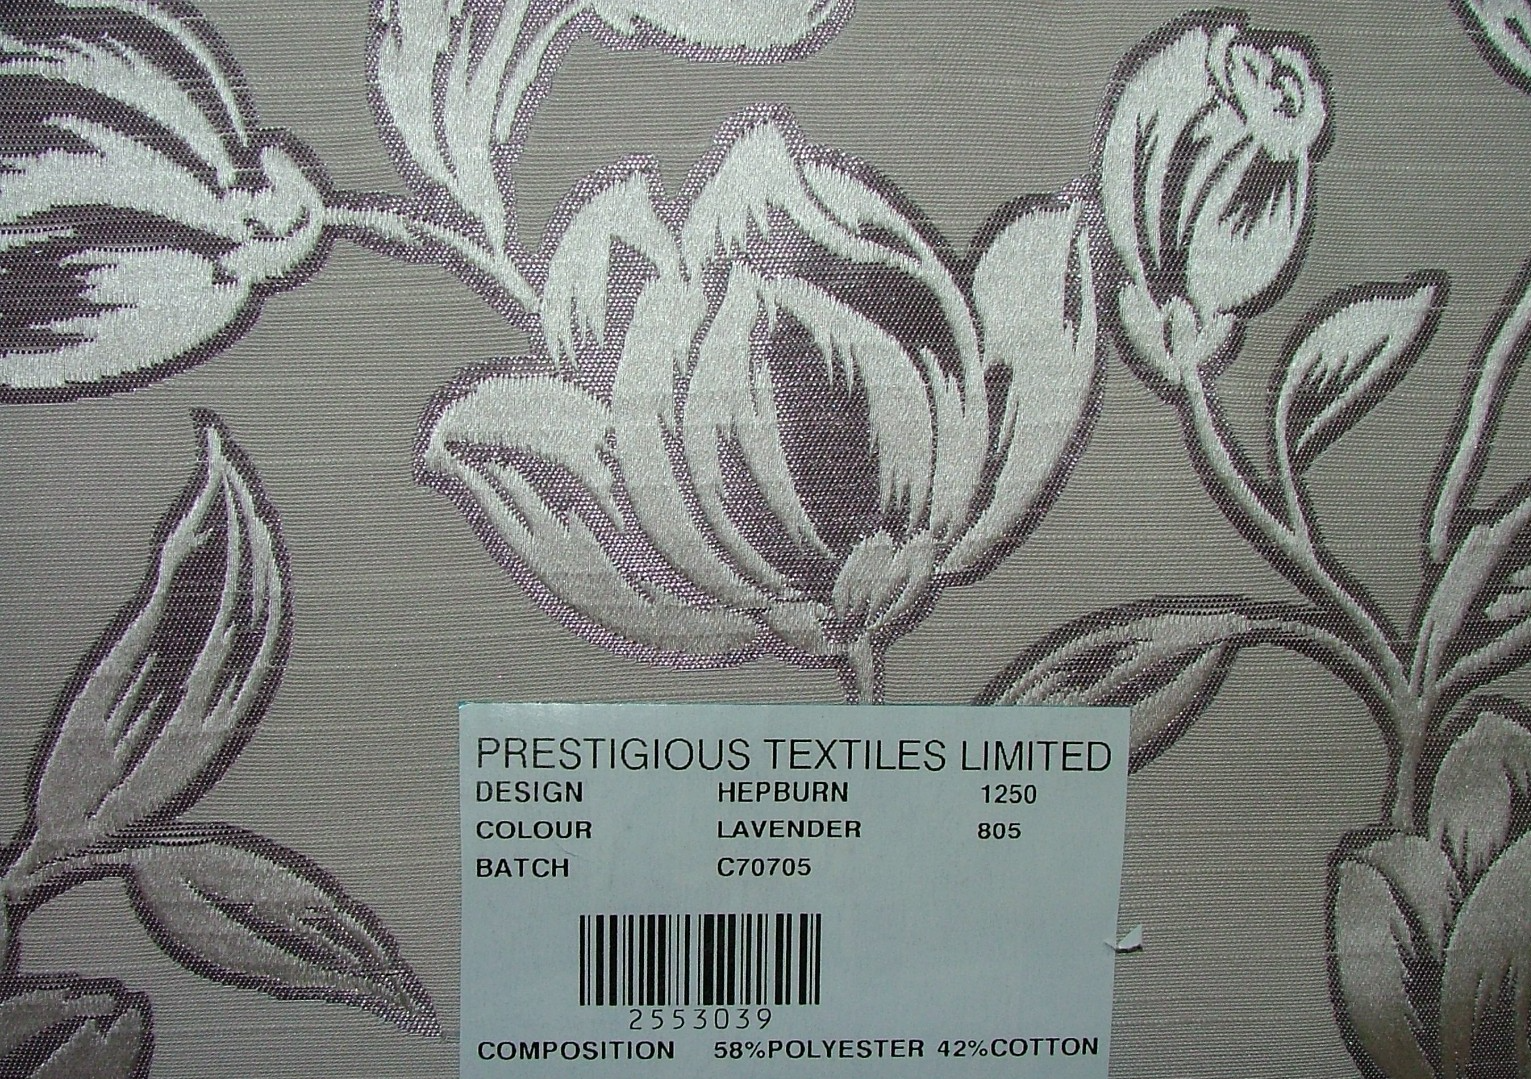 PRESTIGIOUS TEXTILES LIMITED
DESIGN HEPBURN 1250
COLOUR LAVENDER 805
BATCH C70705
2553039
COMPOSITION 58%POLYESTER 42%COTTON